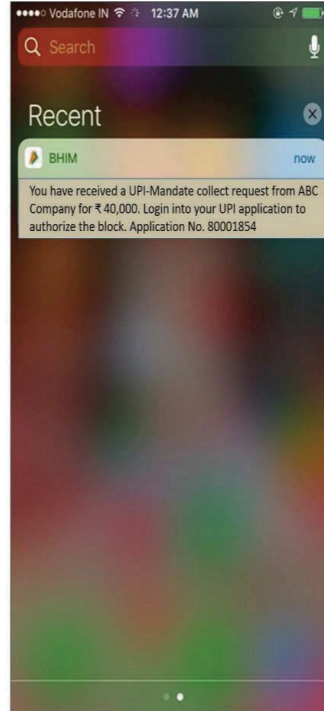 Vodafone IN 12:37 AM
Search
Recent
BHIM now
You have received a UPI-Mandate collect request from ABC
Company for ₹ 40,000. Login into your UPI application to
authorize the block. Application No. 80001854